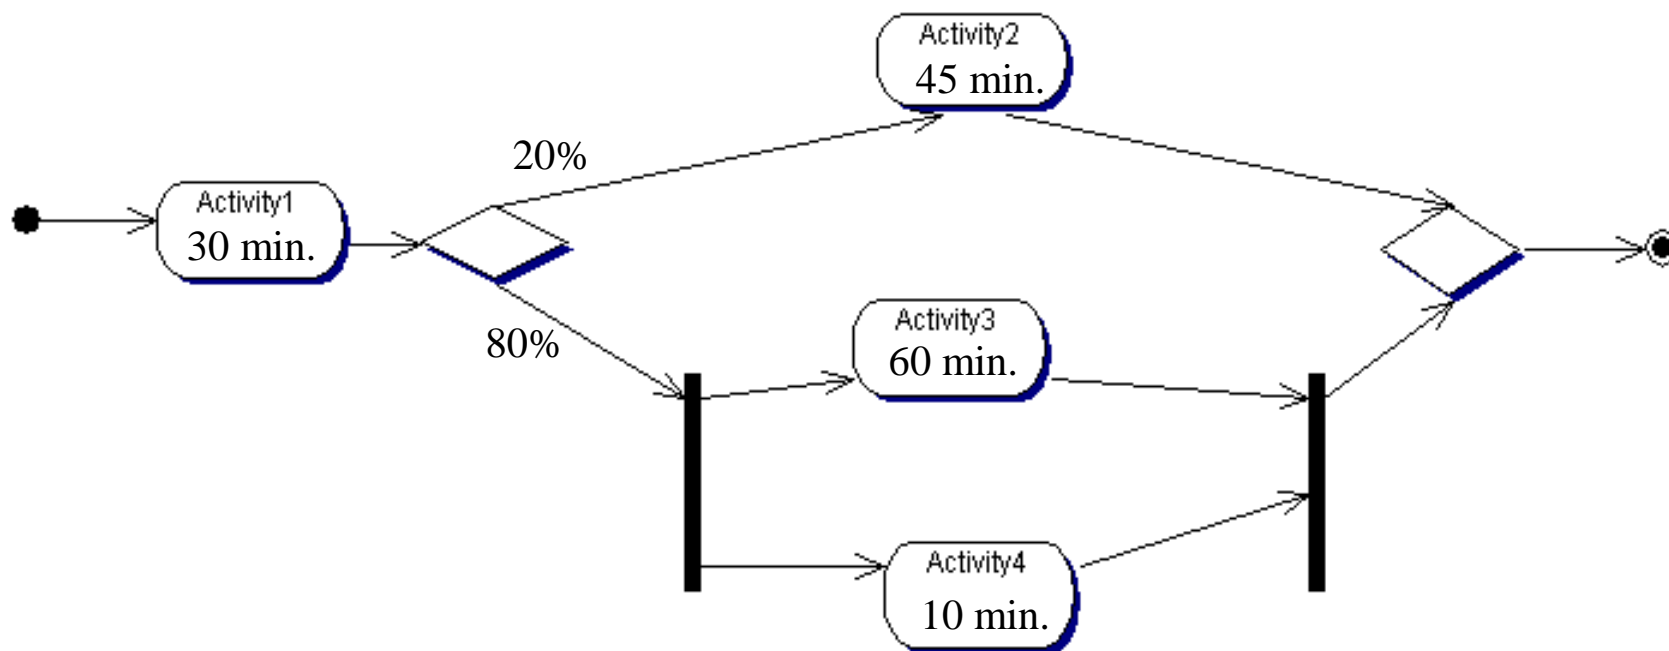 Activity2
45 min.
20%
Activity1
30 min.
80%
Activity3
60 min.
Activity4
10 min.